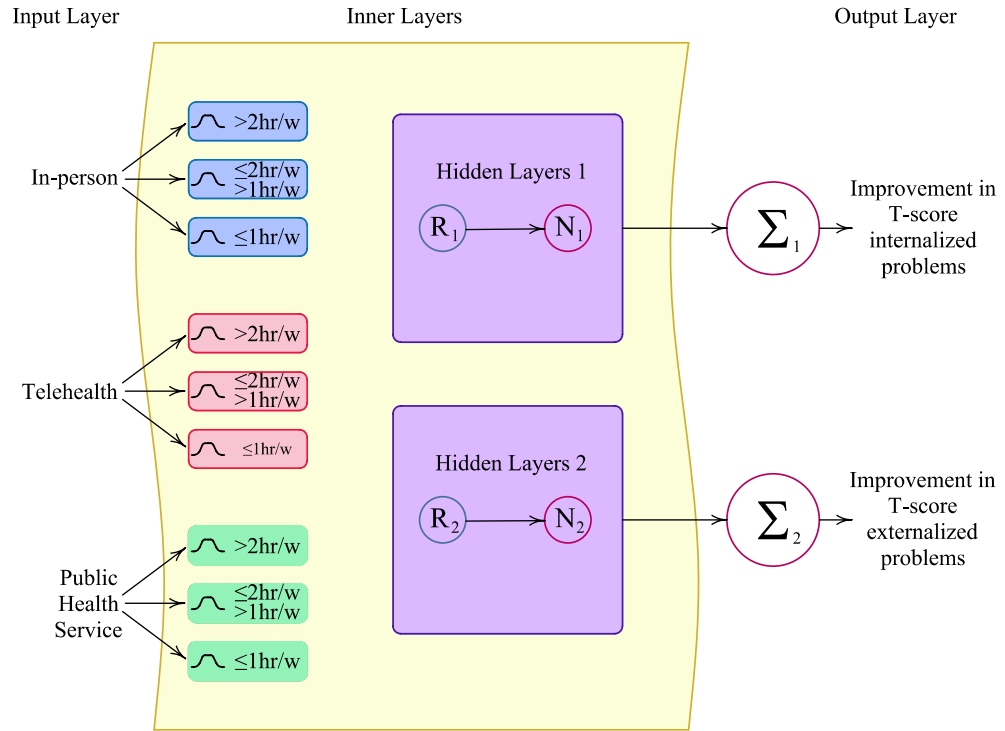 Input Layer
Inner Layers
Output Layer
In-person
>2hr/w
≤2hr/w
>1hr/w
≤1hr/w
Telehealth
>2hr/w
≤2hr/w
>1hr/w
≤1hr/w
Public
Health
Service
>2hr/w
≤2hr/w
>1hr/w
≤1hr/w
Hidden Layers 1
R₁
N₁
Hidden Layers 2
R₂
N₂
∑₁
Improvement in
T-score
internalized
problems
∑₂
Improvement in
T-score
externalized
problems